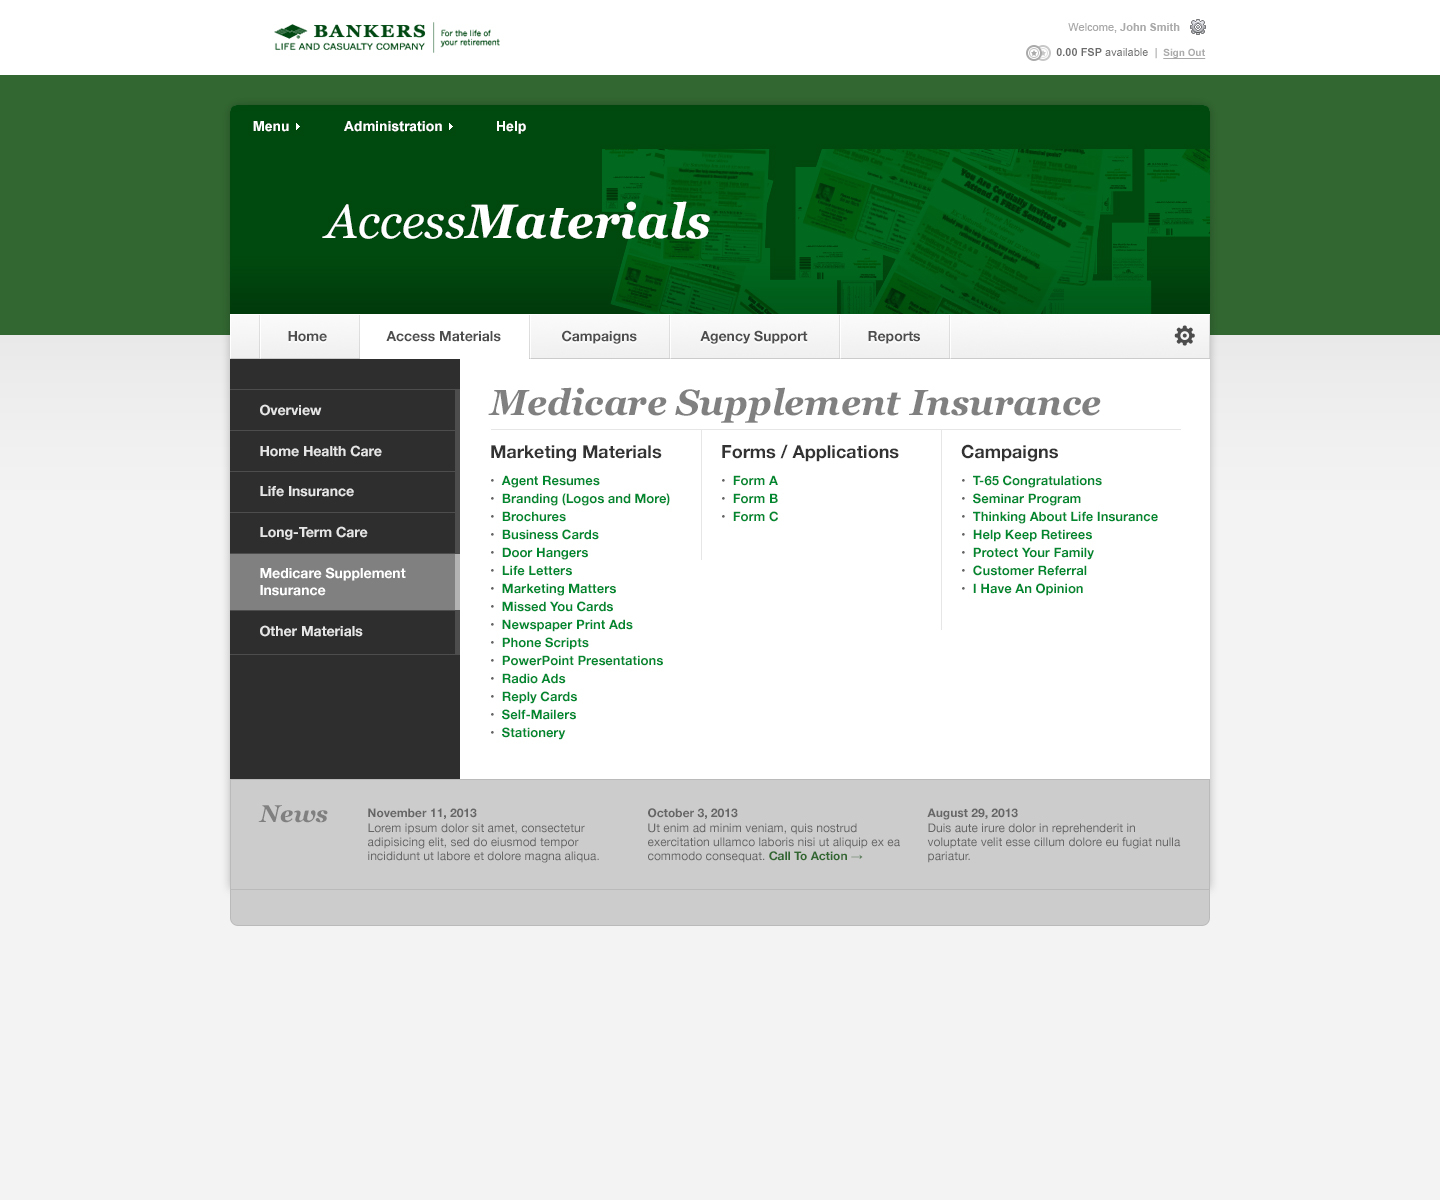 BANKERS
LIFE AND CASUALTY COMPANY
For the life of
your retirement
Welcome, John Smith
0.00 FSP available | Sign Out
Menu Administration Help
AccessMaterials
You Are Cordially Invited to
Attend A FREE Seminar!
BANKERS
Home Access Materials Campaigns Agency Support Reports
Overview
Home Health Care
Life Insurance
Long-Term Care
Medicare Supplement
Insurance
Other Materials
Medicare Supplement Insurance
Marketing Materials
• Agent Resumes
• Branding (Logos and More)
• Brochures
• Business Cards
• Door Hangers
• Life Letters
• Marketing Matters
• Missed You Cards
• Newspaper Print Ads
• Phone Scripts
• PowerPoint Presentations
• Radio Ads
• Reply Cards
• Self-Mailers
• Stationery
Forms / Applications
• Form A
• Form B
• Form C
Campaigns
• T-65 Congratulations
• Seminar Program
• Thinking About Life Insurance
• Help Keep Retirees
• Protect Your Family
• Customer Referral
• I Have An Opinion
News
November 11, 2013
Lorem ipsum dolor sit amet, consectetur
adipisicing elit, sed do eiusmod tempor
incididunt ut labore et dolore magna aliqua.
October 3, 2013
Ut enim ad minim veniam, quis nostrud
exercitation ullamco laboris nisi ut aliquip ex ea
commodo consequat. Call To Action →
August 29, 2013
Duis aute irure dolor in reprehenderit in
voluptate velit esse cillum dolore eu fugiat nulla
pariatur.